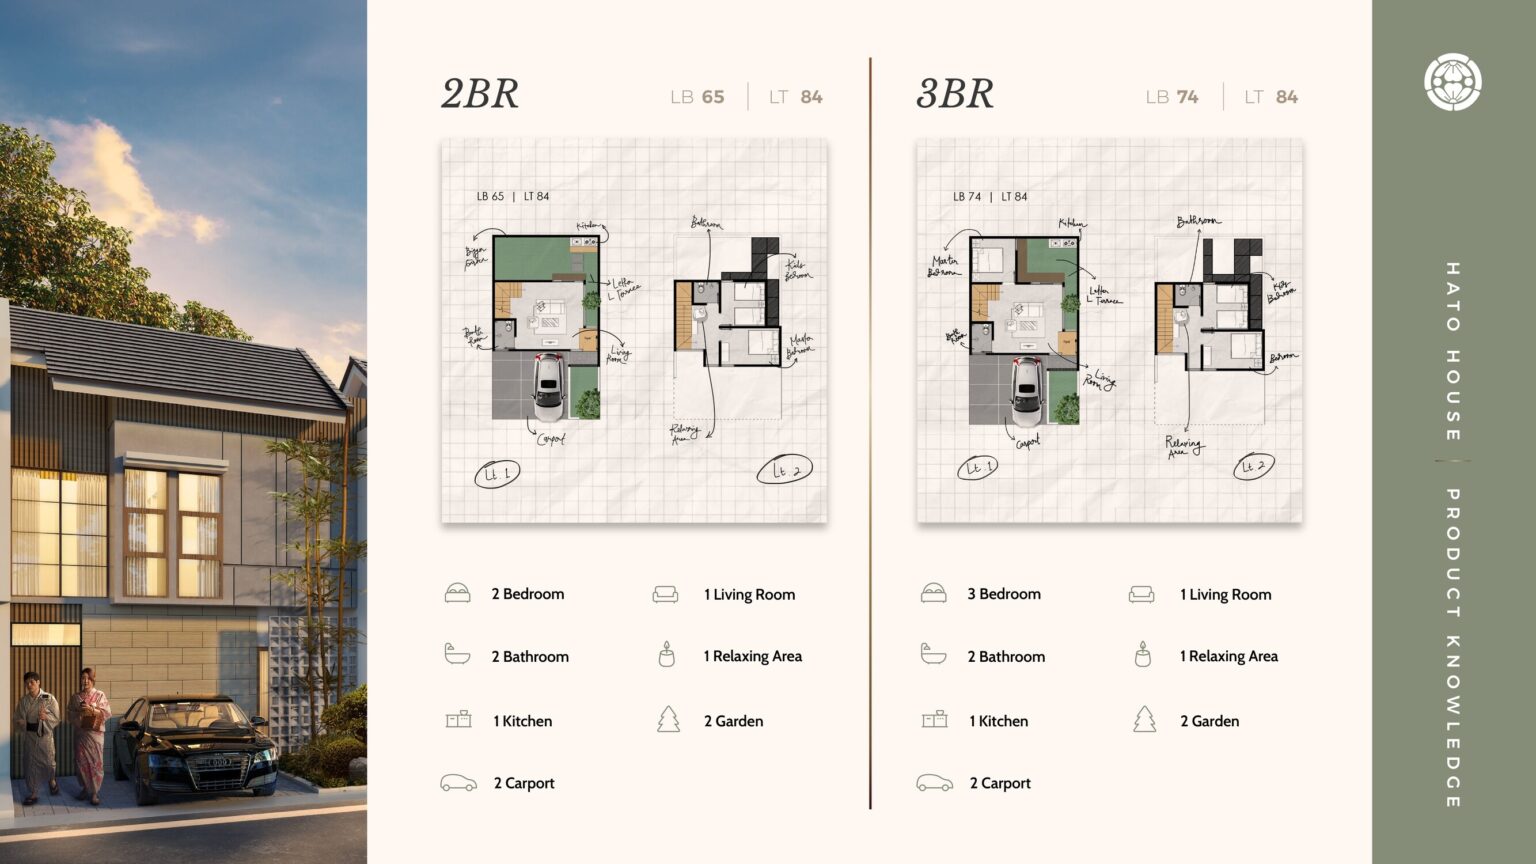 2BR
LB 65 | LT 84
LB 65 | LT 84
Kitchen
Bigger
Garden
Letter
L Terrace
Bath
Room
Living
Room
Carport
Lt. 1
Bathroom
Kids
Bedroom
Master
Bedroom
Relaxing
Area
Lt. 2
2 Bedroom
1 Living Room
2 Bathroom
1 Relaxing Area
1 Kitchen
2 Garden
2 Carport
3BR
LB 74 | LT 84
LB 74 | LT 84
Kitchen
Master
Bedroom
Letter
L Terrace
Bath
Room
Living
Room
Carport
Lt. 1
Bathroom
Kids
Bedroom
Bedroom
Relaxing
Area
Lt. 2
3 Bedroom
1 Living Room
2 Bathroom
1 Relaxing Area
1 Kitchen
2 Garden
2 Carport
HATO HOUSE | PRODUCT KNOWLEDGE